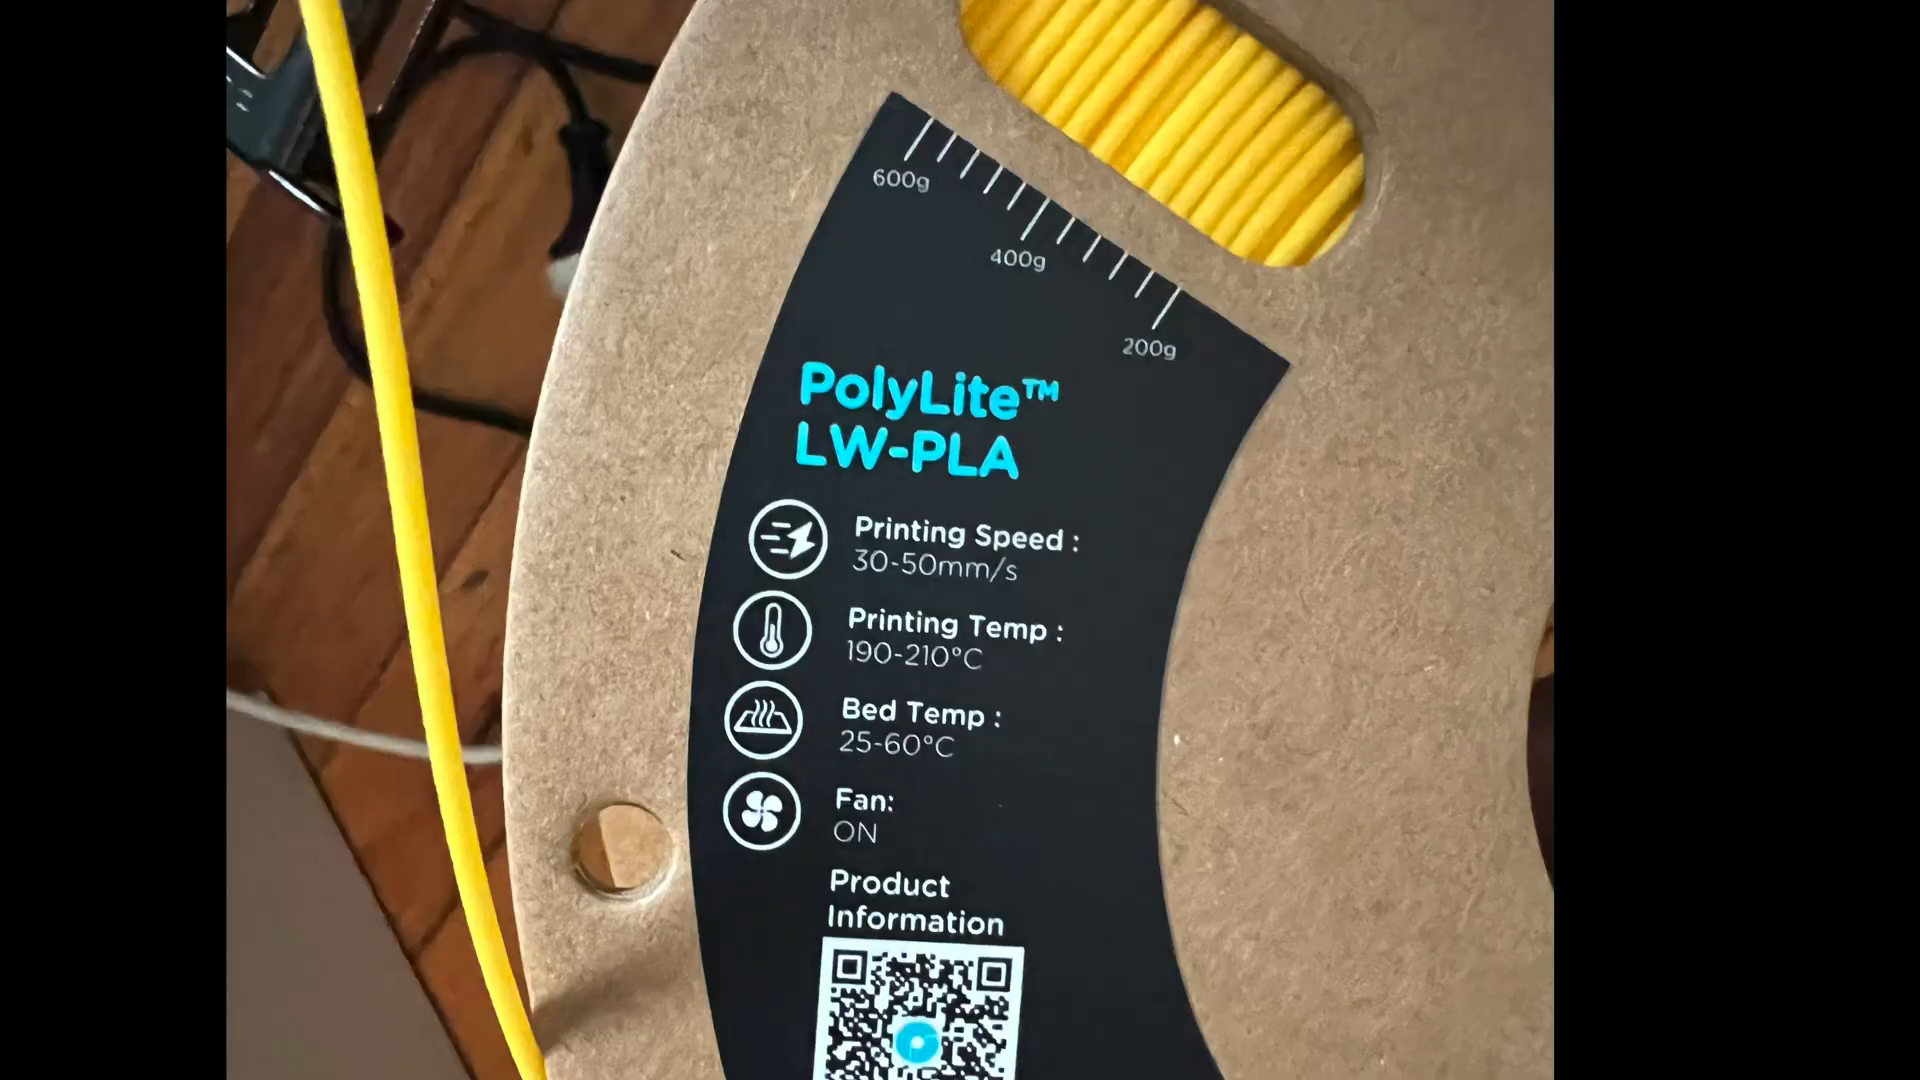 600g
400g
200g
PolyLite™
LW-PLA
Printing Speed :
30-50mm/s
Printing Temp :
190-210°C
Bed Temp :
25-60°C
Fan:
ON
Product
Information